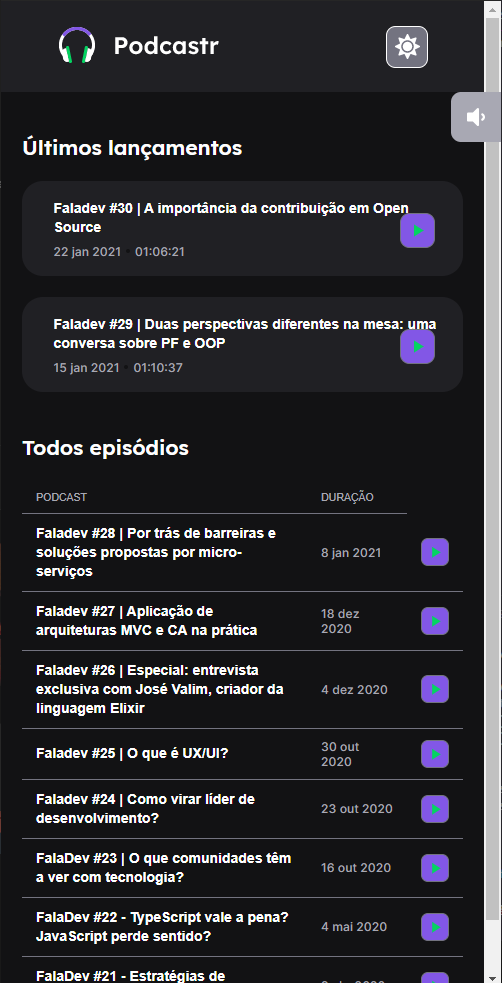 Podcastr
Últimos lançamentos
Faladev #30 | A importância da contribuição em Open
Source
22 jan 2021 • 01:06:21
Faladev #29 | Duas perspectivas diferentes na mesa: uma
conversa sobre PF e OOP
15 jan 2021 • 01:10:37
Todos episódios
PODCAST
DURAÇÃO
Faladev #28 | Por trás de barreiras e
soluções propostas por micro-
serviços
8 jan 2021
Faladev #27 | Aplicação de
arquiteturas MVC e CA na prática
18 dez
2020
Faladev #26 | Especial: entrevista
exclusiva com José Valim, criador da
linguagem Elixir
4 dez 2020
Faladev #25 | O que é UX/UI?
30 out
2020
Faladev #24 | Como virar líder de
desenvolvimento?
23 out 2020
FalaDev #23 | O que comunidades têm
a ver com tecnologia?
16 out 2020
FalaDev #22 - TypeScript vale a pena?
JavaScript perde sentido?
4 mai 2020
FalaDev #21 - Estratégias de